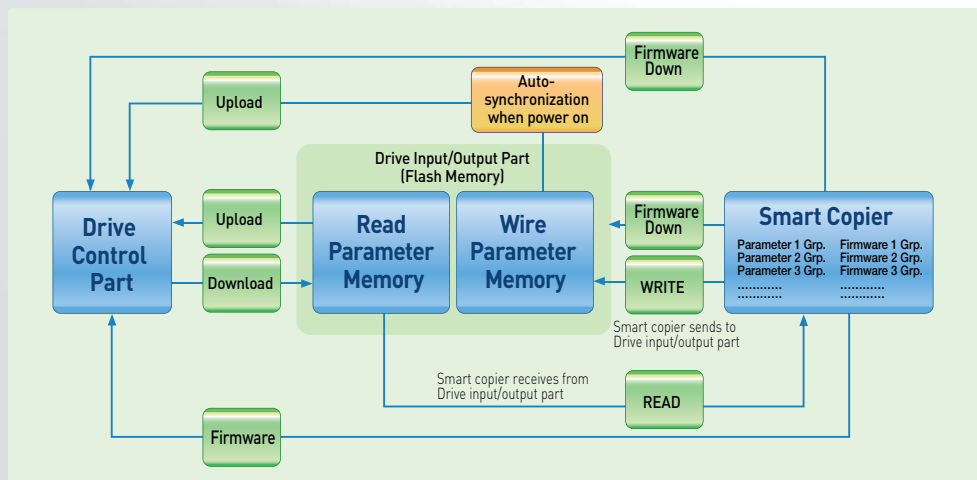 Firmware
Down
Auto-
synchronization
when power on
Upload
Drive Input/Output Part
(Flash Memory)
Drive
Control
Part
Upload
Download
Read
Parameter
Memory
Wire
Parameter
Memory
Firmware
Down
WRITE
Smart copier sends to
Drive input/output part
Smart Copier
Parameter 1 Grp. Firmware 1 Grp.
Parameter 2 Grp. Firmware 2 Grp.
Parameter 3 Grp. Firmware 3 Grp.
............ ............
............ ............
Smart copier receives from
Drive input/output part
READ
Firmware